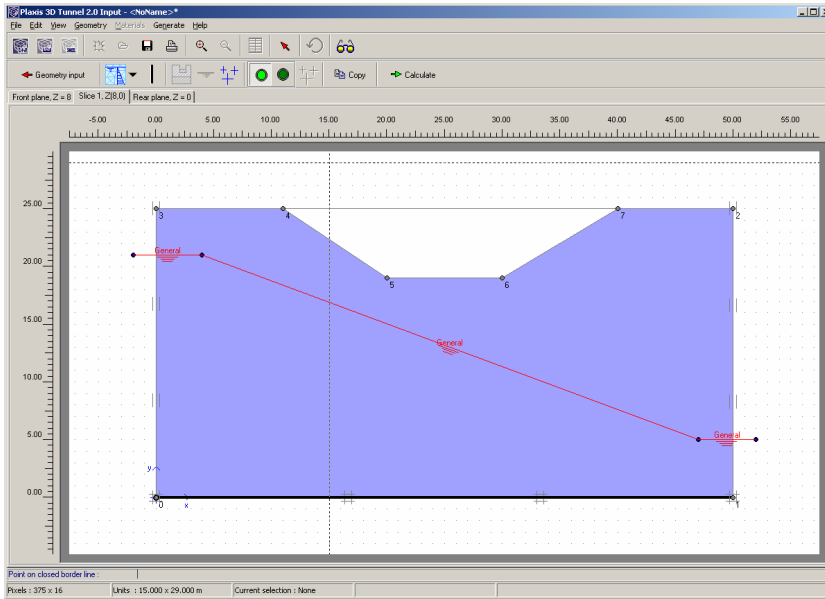 Plaxis 3D Tunnel 2.0 Input - <NoName>*
File Edit View Geometry Materials Generate Help
Geometry input Copy Calculate
Front plane, Z = 8 Slice 1, Z(8.0) Rear plane, Z = 0
-5.00 0.00 5.00 10.00 15.00 20.00 25.00 30.00 35.00 40.00 45.00 50.00 55.00
25.00
3 4 7 2
General
20.00
5 6
15.00
General
10.00
5.00
General
y
0.00
0 x 1
Point on closed border line :
Pixels : 375 x 16 Units : 15.000 x 29.000 m Current selection : None